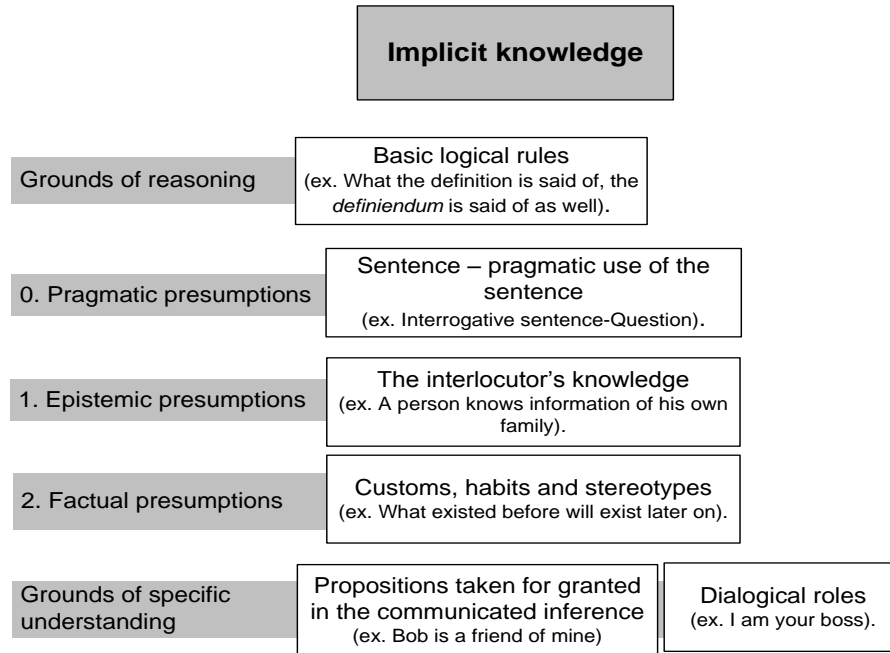 Implicit knowledge
Grounds of reasoning
Basic logical rules
(ex. What the definition is said of, the
definiendum is said of as well).
0. Pragmatic presumptions
Sentence – pragmatic use of the
sentence
(ex. Interrogative sentence-Question).
1. Epistemic presumptions
The interlocutor’s knowledge
(ex. A person knows information of his own
family).
2. Factual presumptions
Customs, habits and stereotypes
(ex. What existed before will exist later on).
Grounds of specific
understanding
Propositions taken for granted
in the communicated inference
(ex. Bob is a friend of mine)
Dialogical roles
(ex. I am your boss).